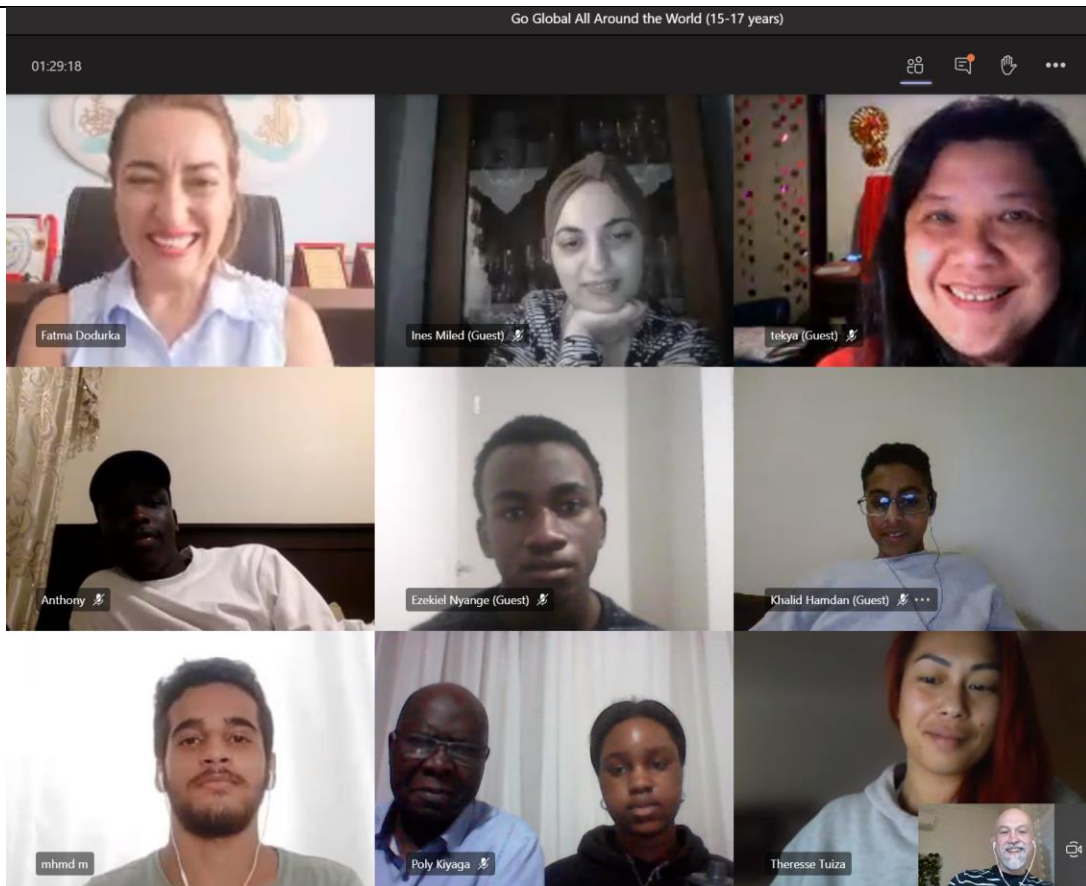 Go Global All Around the World (15-17 years)
01:29:18
Fatma Dodurka
Ines Miled (Guest)
tekya (Guest)
Anthony
Ezekiel Nyange (Guest)
Khalid Hamdan (Guest)
mhmd m
Poly Kiyaga
Theresse Tuiza